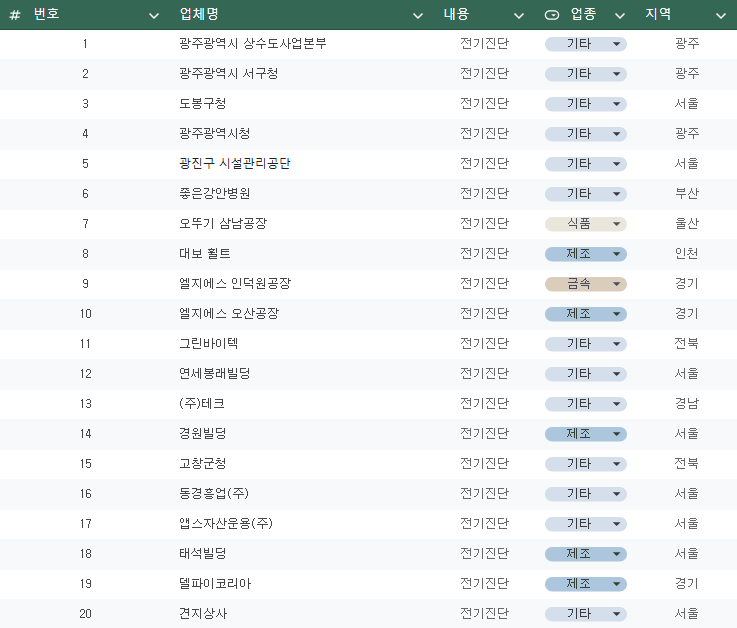 # 번호 업체명 내용 업종 지역
1 광주광역시 상수도사업본부 전기진단 기타 광주
2 광주광역시 서구청 전기진단 기타 광주
3 도봉구청 전기진단 기타 서울
4 광주광역시청 전기진단 기타 광주
5 광진구 시설관리공단 전기진단 기타 서울
6 좋은강안병원 전기진단 기타 부산
7 오뚜기 삼남공장 전기진단 식품 울산
8 대보 휠트 전기진단 제조 인천
9 엘지에스 인덕원공장 전기진단 금속 경기
10 엘지에스 오산공장 전기진단 제조 경기
11 그린바이텍 전기진단 기타 전북
12 연세봉래빌딩 전기진단 기타 서울
13 (주)테크 전기진단 기타 경남
14 경원빌딩 전기진단 제조 서울
15 고창군청 전기진단 기타 전북
16 동경흥업(주) 전기진단 기타 서울
17 앱스자산운용(주) 전기진단 기타 서울
18 태석빌딩 전기진단 제조 서울
19 델파이코리아 전기진단 제조 경기
20 견지상사 전기진단 기타 서울